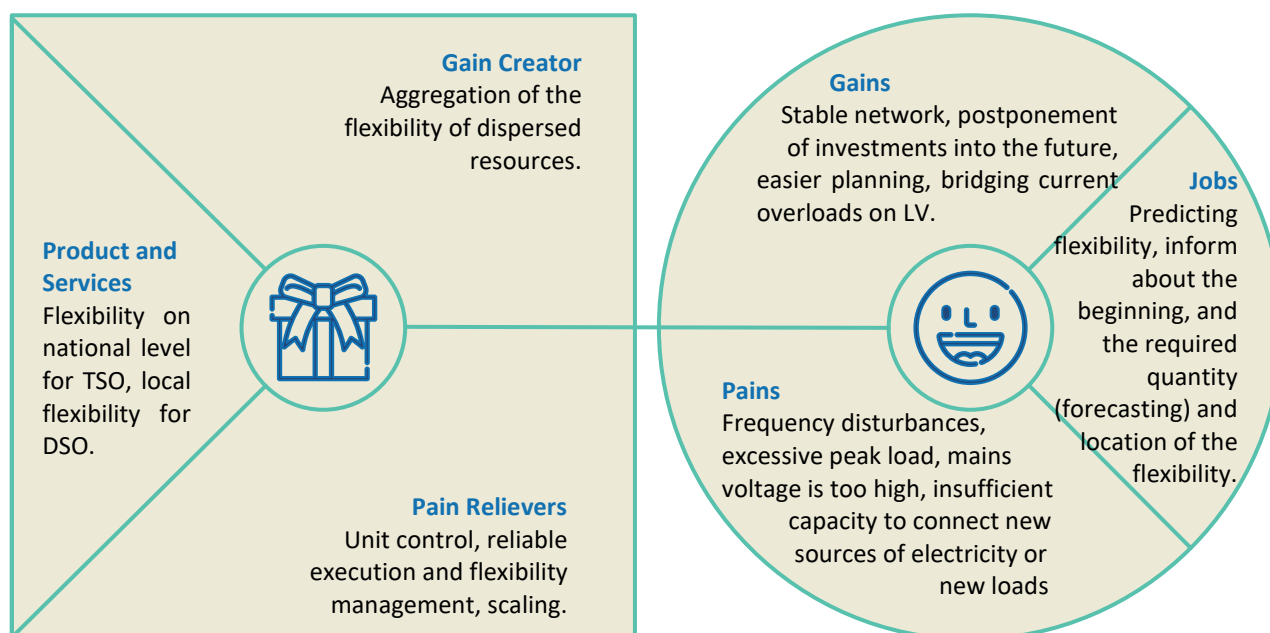 Gain Creator
Aggregation of the
flexibility of dispersed
resources.
Product and
Services
Flexibility on
national level
for TSO, local
flexibility for
DSO.
Pain Relievers
Unit control, reliable
execution and flexibility
management, scaling.
Gains
Stable network, postponement
of investments into the future,
easier planning, bridging current
overloads on LV.
Jobs
Predicting
flexibility, inform
about the
beginning, and
the required
quantity
(forecasting) and
location of the
flexibility.
Pains
Frequency disturbances,
excessive peak load, mains
voltage is too high, insufficient
capacity to connect new
sources of electricity or
new loads